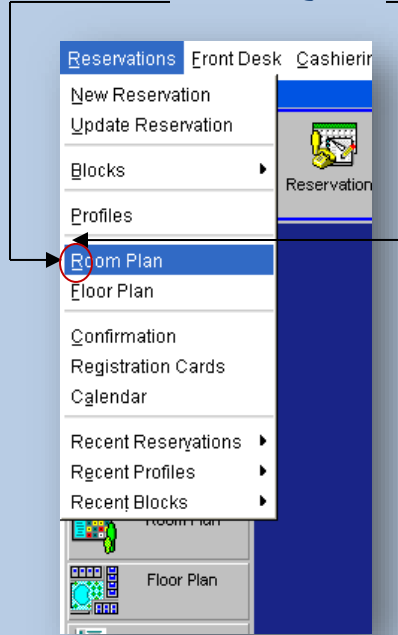 Reservations Front Desk Cashierin
New Reservation
Update Reservation
Blocks
Reservation
Profiles
Room Plan
Floor Plan
Confirmation
Registration Cards
Calendar
Recent Reservations
Recent Profiles
Recent Blocks
Room Plan
Floor Plan